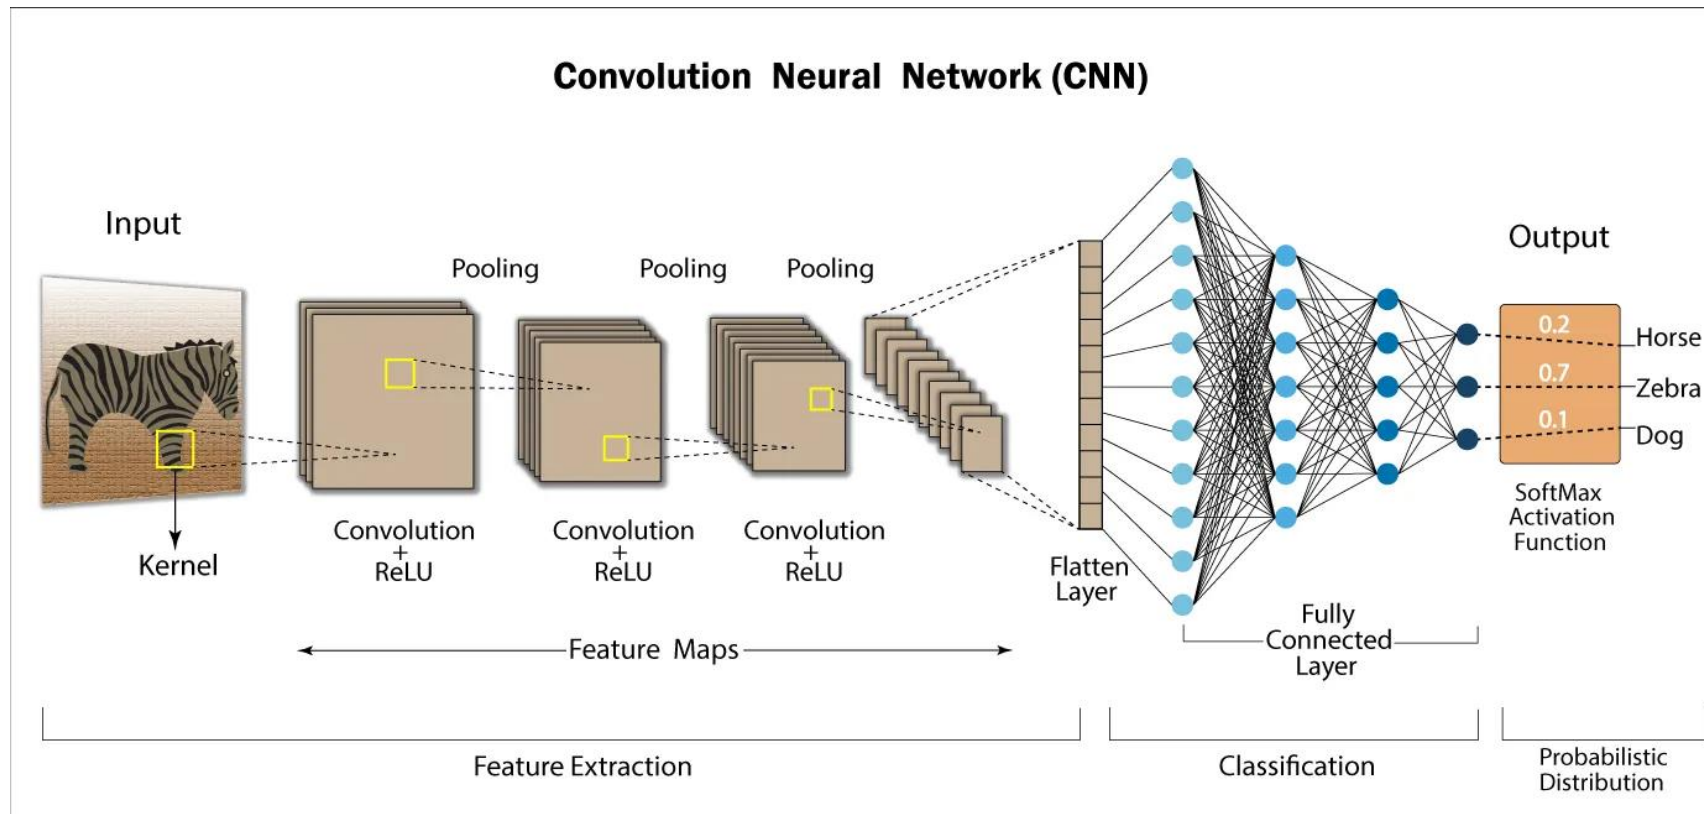 Convolution Neural Network (CNN)
Input
Pooling
Pooling
Pooling
Output
0.2
Horse
0.7
Zebra
0.1
Dog
Kernel
Convolution
+
ReLU
Convolution
+
ReLU
Convolution
+
ReLU
Flatten
Layer
SoftMax
Activation
Function
Fully
Connected
Layer
Feature Maps
Feature Extraction
Classification
Probabilistic
Distribution